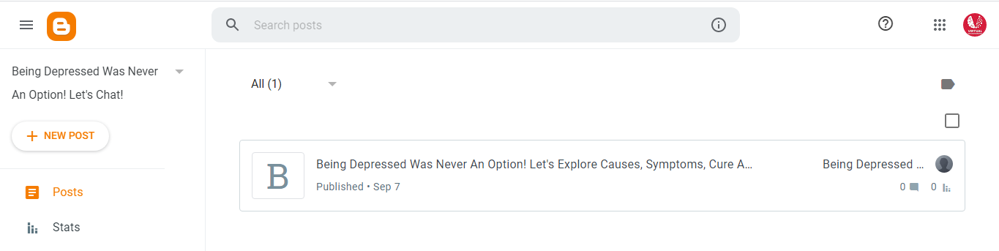 Search posts
VIRTUAL
Being Depressed Was Never
An Option! Let's Chat!
All (1)
NEW POST
B
Being Depressed Was Never An Option! Let's Explore Causes, Symptoms, Cure A...
Being Depressed ...
Published • Sep 7
0
0
Posts
Stats